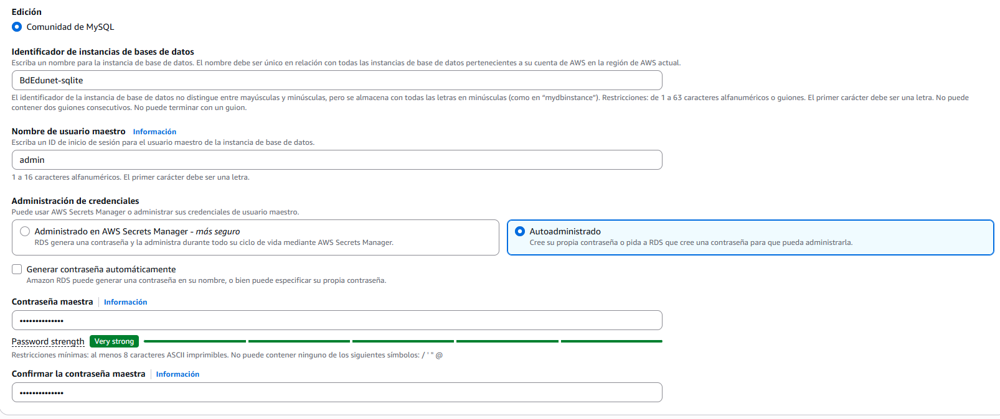 Edición
Comunidad de MySQL
Identificador de instancias de bases de datos
Escriba un nombre para la instancia de base de datos. El nombre debe ser único en relación con todas las instancias de base de datos pertenecientes a su cuenta de AWS en la región de AWS actual.
BdEdunet-sqlite
El identificador de la instancia de base de datos no distingue entre mayúsculas y minúsculas, pero se almacena con todas las letras en minúsculas (como en “mydbinstance”). Restricciones: de 1 a 63 caracteres alfanuméricos o guiones. El primer carácter debe ser una letra. No puede
contener dos guiones consecutivos. No puede terminar con un guion.
Nombre de usuario maestro Información
Escriba un ID de inicio de sesión para el usuario maestro de la instancia de base de datos.
admin
1 a 16 caracteres alfanuméricos. El primer carácter debe ser una letra.
Administración de credenciales
Puede usar AWS Secrets Manager o administrar sus credenciales de usuario maestro.
Administrado en AWS Secrets Manager - más seguro
RDS genera una contraseña y la administra durante todo su ciclo de vida mediante AWS Secrets Manager.
Autoadministrado
Cree su propia contraseña o pida a RDS que cree una contraseña para que pueda administrarla.
Generar contraseña automáticamente
Amazon RDS puede generar una contraseña en su nombre, o bien puede especificar su propia contraseña.
Contraseña maestra Información
••••••••••••••
Password strength Very strong
Restricciones mínimas: al menos 8 caracteres ASCII imprimibles. No puede contener ninguno de los siguientes símbolos: / ' " @
Confirmar la contraseña maestra Información
••••••••••••••